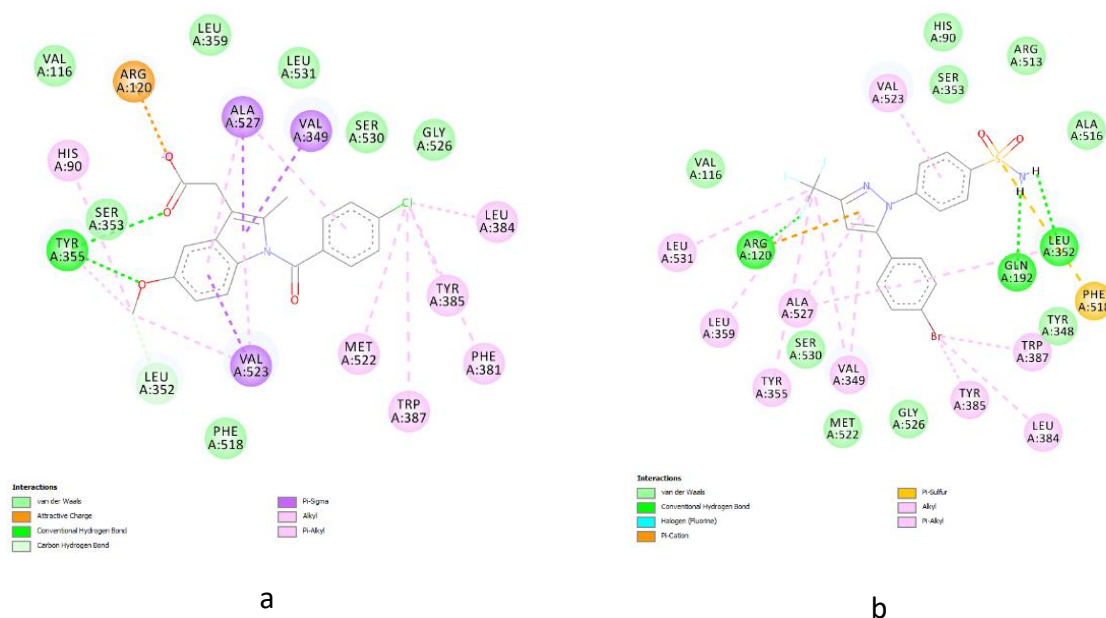 LEU
A:359
VAL
A:116
ARG
A:120
LEU
A:531
ALA
A:527
VAL
A:349
SER
A:530
GLY
A:526
HIS
A:90
SER
A:353
TYR
A:355
LEU
A:384
TYR
A:385
MET
A:522
VAL
A:523
PHE
A:381
LEU
A:352
TRP
A:387
PHE
A:518
O
O
O
O
N
Cl
Interactions
van der Waals
Attractive Charge
Conventional Hydrogen Bond
Carbon Hydrogen Bond
Pi-Sigma
Alkyl
Pi-Alkyl
a
HIS
A:90
ARG
A:513
VAL
A:523
SER
A:353
ALA
A:516
VAL
A:116
LEU
A:531
ARG
A:120
LEU
A:352
GLN
A:192
PHE
A:518
LEU
A:359
ALA
A:527
SER
A:530
TYR
A:348
TRP
A:387
TYR
A:355
VAL
A:349
TYR
A:385
MET
A:522
GLY
A:526
LEU
A:384
O
O
S
N
H
H
N
N
F
F
Br
Interactions
van der Waals
Conventional Hydrogen Bond
Halogen (Fluorine)
Pi-Cation
Pi-Sulfur
Alkyl
Pi-Alkyl
b